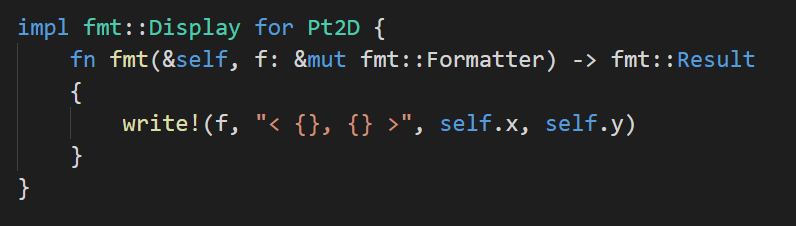 impl fmt::Display for Pt2D {
    fn fmt(&self, f: &mut fmt::Formatter) -> fmt::Result
    {
        write!(f, "< {}, {} >", self.x, self.y)
    }
}